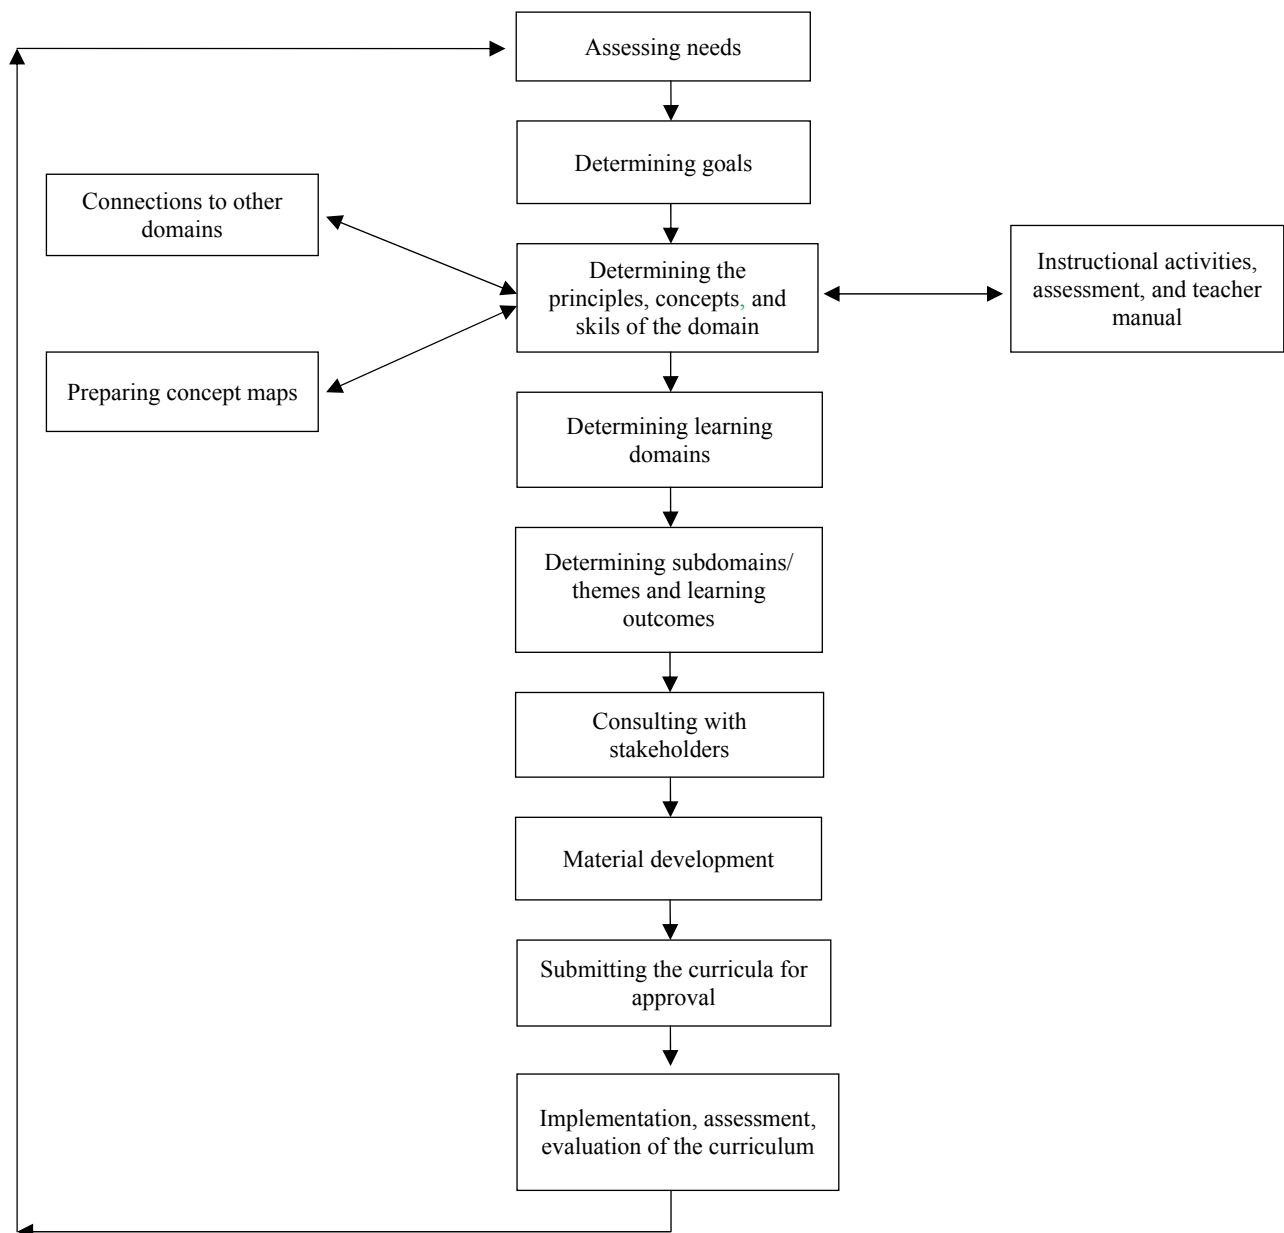 Assessing needs
Determining goals
Connections to other
domains
Determining the
principles, concepts, and
skils of the domain
Instructional activities,
assessment, and teacher
manual
Preparing concept maps
Determining learning
domains
Determining subdomains/
themes and learning
outcomes
Consulting with
stakeholders
Material development
Submitting the curricula for
approval
Implementation, assessment,
evaluation of the curriculum